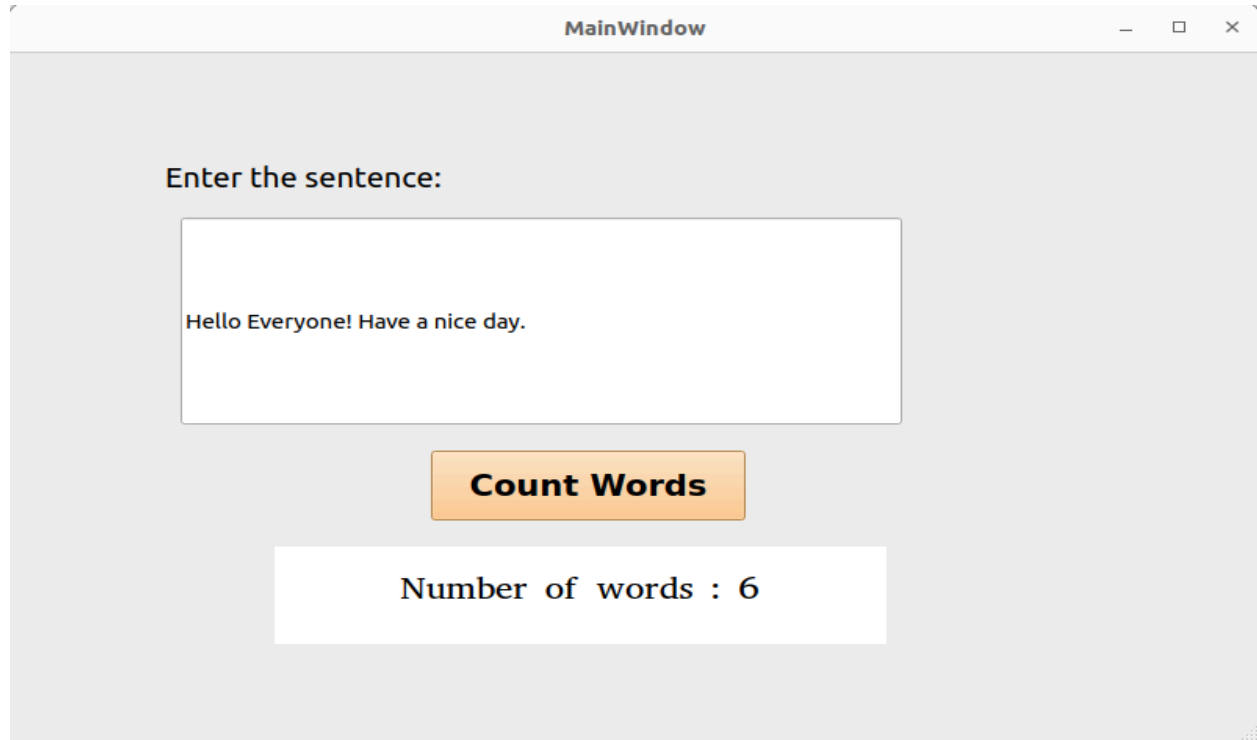 MainWindow
Enter the sentence:
Hello Everyone! Have a nice day.
Count Words
Number of words : 6